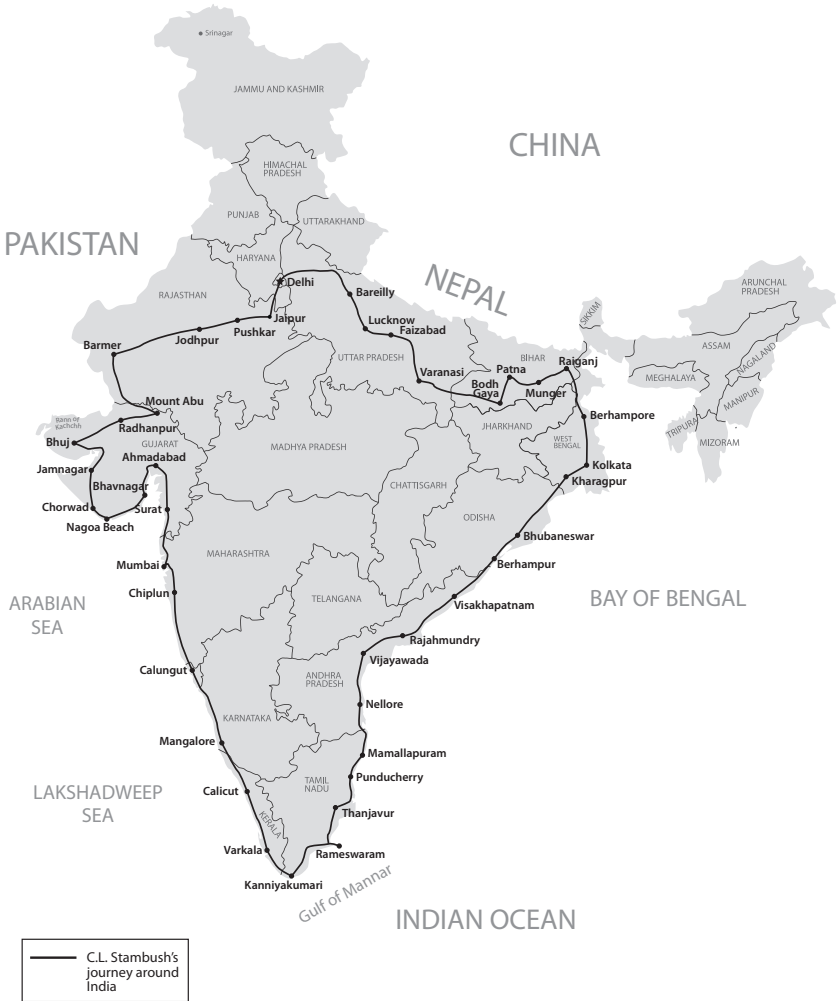 Srinagar
JAMMU AND KASHMIR
CHINA
HIMACHAL
PRADESH
PUNJAB
UTTARAKHAND
PAKISTAN
HARYANA
NEPAL
Delhi
RAJASTHAN
Bareilly
ARUNCHAL
PRADESH
SIKKIM
Jaipur
Pushkar
Jodhpur
Lucknow
Faizabad
Barmer
UTTAR PRADESH
BIHAR
Raiganj
ASSAM
NAGALAND
Varanasi
Patna
Bodh
Gaya
Munger
MEGHALAYA
MANIPUR
Mount Abu
Radhanpur
Rann of
Kachchh
Berhampore
TRIPURA
MIZORAM
JHARKHAND
WEST
BENGAL
Bhuj
GUJARAT
Ahmadabad
MADHYA PRADESH
Jamnagar
Kolkata
Kharagpur
Bhavnagar
CHATTISGARH
Chorwad
Surat
Nagoa Beach
ODISHA
Bhubaneswar
MAHARASHTRA
Mumbai
Berhampur
Chiplun
TELANGANA
Visakhapatnam
ARABIAN
SEA
BAY OF BENGAL
Rajahmundry
Vijayawada
Calungut
ANDHRA
PRADESH
Nellore
KARNATAKA
Mangalore
Mamallapuram
Punducherry
LAKSHADWEEP
SEA
Calicut
TAMIL
NADU
Thanjavur
KERALA
Varkala
Rameswaram
Kanniyakumari
Gulf of Mannar
INDIAN OCEAN
C.L. Stambush's
journey around
India